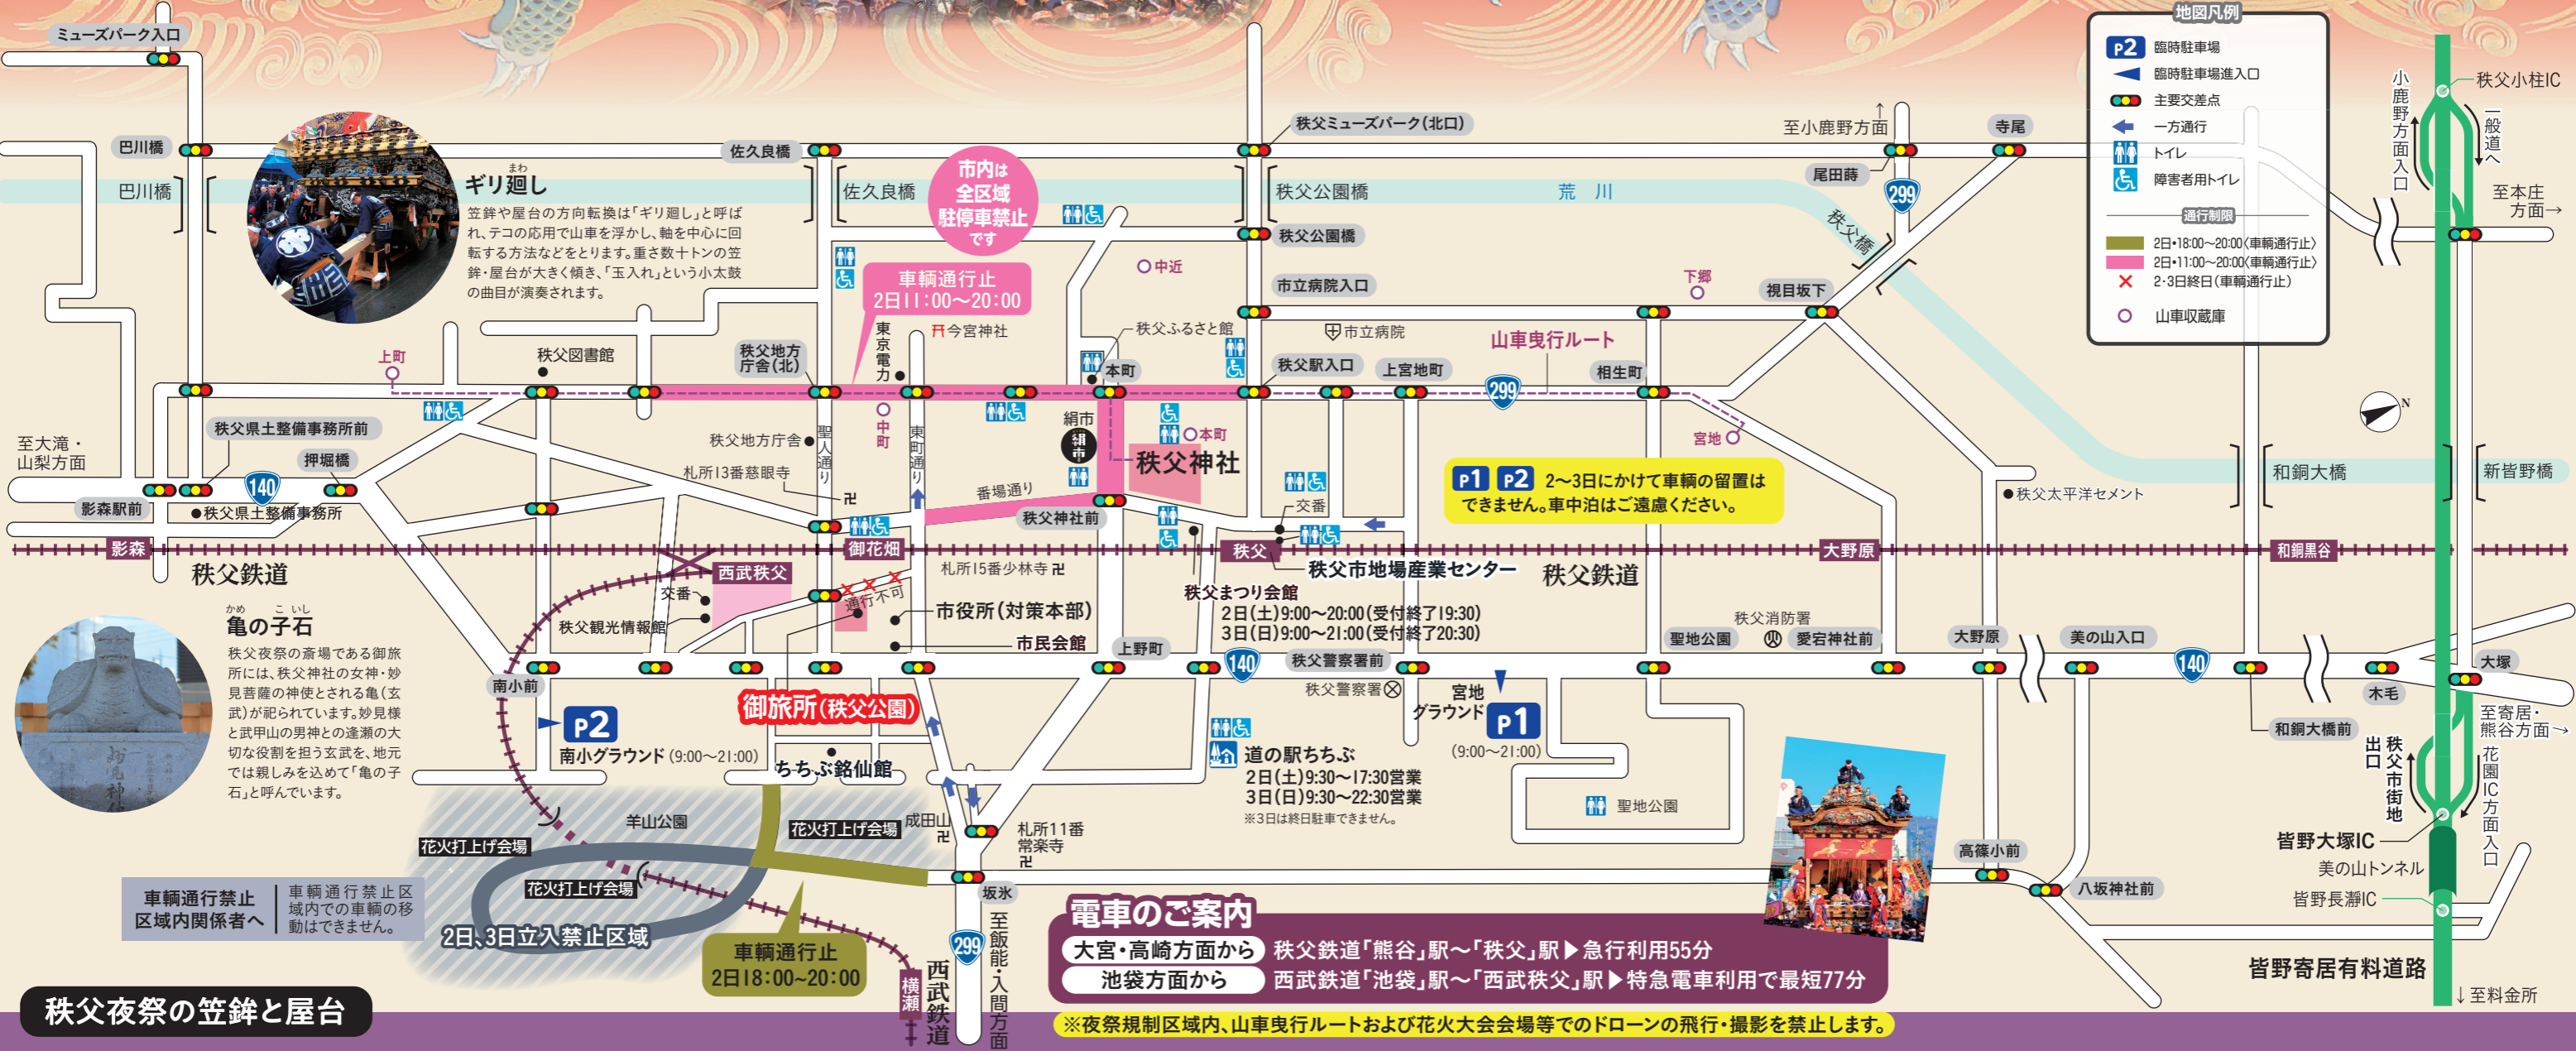 ミューズパーク入口
巴川橋
巴川橋
ギリ廻し
まわ
笠鉾や屋台の方向転換は「ギリ廻し」と呼ば
れ、テコの応用で山車を浮かし、軸を中心に回
転する方法などをとります。重さ数十トンの笠
鉾・屋台が大きく傾き、「玉入れ」という小太鼓
の曲目が演奏されます。
佐久良橋
佐久良橋
市内は
全区域
駐停車禁止
です
秩父ミューズパーク(北口)
秩父公園橋
秩父公園橋
荒川
至小鹿野方面
尾田蒔
299
寺尾
秩父橋
地図凡例
P2 臨時駐車場
臨時駐車場進入口
主要交差点
一方通行
トイレ
障害者用トイレ
通行制限
2日・18:00〜20:00〈車輌通行止〉
2日・11:00〜20:00〈車輌通行止〉
2・3日終日(車輌通行止)
山車収蔵庫
小鹿野方面入口
一般道へ
秩父小柱IC
至本庄
方面→
N
車輌通行止
2日11:00〜20:00
中近
市立病院入口
市立病院
下郷
視目坂下
山車曳行ルート
東京電力
今宮神社
秩父ふるさと館
本町
秩父駅入口
上宮地町
299
相生町
宮地
上町
秩父図書館
秩父地方
庁舎(北)
中町
秩父地方庁舎
聖人通り
東町通り
絹市
絹市
本町
秩父神社
札所13番慈眼寺
番場通り
秩父神社前
交番
P1 P2 2〜3日にかけて車輌の留置は
できません。車中泊はご遠慮ください。
秩父太平洋セメント
和銅大橋
新皆野橋
至大滝・
山梨方面
秩父県土整備事務所前
140
押堀橋
影森駅前
秩父県土整備事務所
影森
秩父鉄道
西武秩父
御花畑
秩父
大野原
和銅黒谷
秩父鉄道
札所15番少林寺
秩父市地場産業センター
交番
秩父観光情報館
通行不可
市役所(対策本部)
市民会館
秩父まつり会館
2日(土)9:00〜20:00(受付終了19:30)
3日(日)9:00〜21:00(受付終了20:30)
秩父消防署
聖地公園
愛宕神社前
大野原
美の山入口
上野町
140
秩父警察署前
秩父警察署
140
木毛
大塚
和銅大橋前
至寄居・
熊谷方面→
亀の子石
かめ こ いし
秩父夜祭の斎場である御旅
所には、秩父神社の女神・妙
見菩薩の神使とされる亀(玄
武)が祀られています。妙見様
と武甲山の男神との逢瀬の大
切な役割を担う玄武を、地元
では親しみを込めて「亀の子
石」と呼んでいます。
南小前
P2
南小グラウンド(9:00〜21:00)
御旅所(秩父公園)
ちちぶ銘仙館
道の駅ちちぶ
2日(土)9:30〜17:30営業
3日(日)9:30〜22:30営業
※3日は終日駐車できません。
宮地
グラウンド
P1
(9:00〜21:00)
聖地公園
羊山公園
花火打上げ会場
花火打上げ会場
花火打上げ会場
成田山
札所11番
常楽寺
坂氷
2日、3日立入禁止区域
車輌通行禁止
区域内関係者へ
車輌通行禁止区
域内での車輌の移
動はできません。
車輌通行止
2日18:00〜20:00
横瀬
西武鉄道
299
至飯能・入間方面
高篠小前
八坂神社前
秩父市街地
出口
花園IC方面入口
皆野大塚IC
美の山トンネル
皆野長瀞IC
皆野寄居有料道路
↓至料金所
電車のご案内
大宮・高崎方面から 秩父鉄道「熊谷」駅〜「秩父」駅▶急行利用55分
池袋方面から 西武鉄道「池袋」駅〜「西武秩父」駅▶特急電車利用で最短77分
※夜祭規制区域内、山車曳行ルートおよび花火大会会場等でのドローンの飛行・撮影を禁止します。
秩父夜祭の笠鉾と屋台